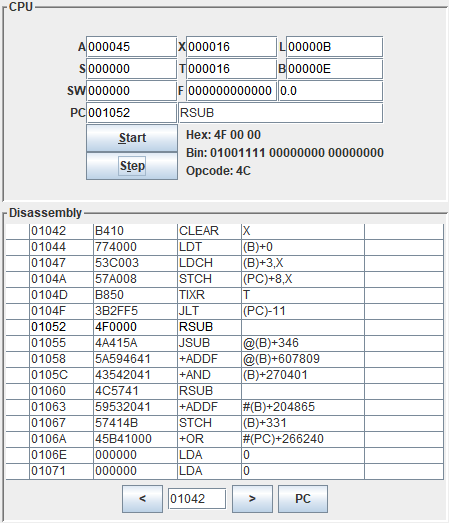 CPU
A 000045 X 000016 L 00000B
S 000000 T 000016 B 00000E
SW 000000 F 000000000000 0.0
PC 001052 RSUB
Start Hex: 4F 00 00
Bin: 01001111 00000000 00000000
Step Opcode: 4C
Disassembly
01042 B410 CLEAR X
01044 774000 LDT (B)+0
01047 53C003 LDCH (B)+3,X
0104A 57A008 STCH (PC)+8,X
0104D B850 TIXR T
0104F 3B2FF5 JLT (PC)-11
01052 4F0000 RSUB
01055 4A415A JSUB @(B)+346
01058 5A594641 +ADDF @(B)+607809
0105C 43542041 +AND (B)+270401
01060 4C5741 RSUB
01063 59532041 +ADDF #(B)+204865
01067 57414B STCH (B)+331
0106A 45B41000 +OR #(PC)+266240
0106E 000000 LDA 0
01071 000000 LDA 0
< 01042 > PC